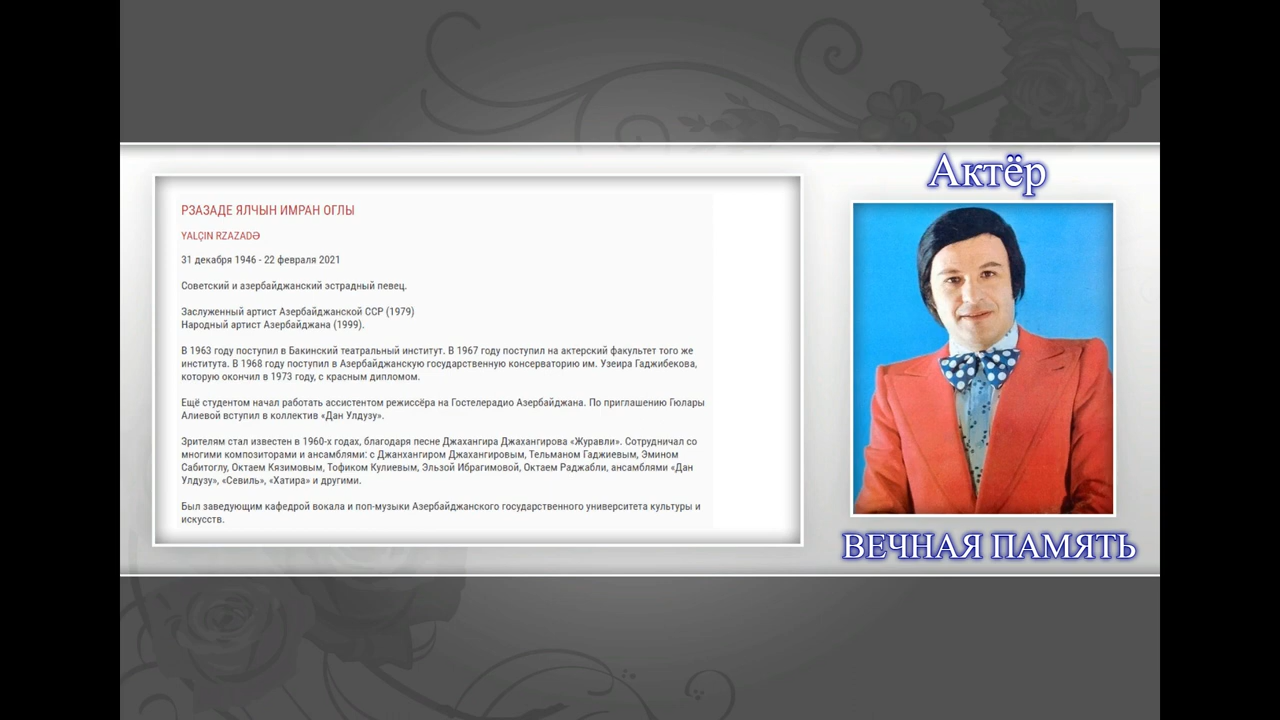 РЗАЗАДЕ ЯЛЧЫН ИМРАН ОГЛЫ
YALÇIN RZAZADƏ
31 декабря 1946 - 22 февраля 2021
Советский и азербайджанский эстрадный певец.
Заслуженный артист Азербайджанской ССР (1979)
Народный артист Азербайджана (1999).
В 1963 году поступил в Бакинский театральный институт. В 1967 году поступил на актерский факультет того же
института. В 1968 году поступил в Азербайджанскую государственную консерваторию им. Узеира Гаджибекова,
которую окончил в 1973 году, с красным дипломом.
Ещё студентом начал работать ассистентом режиссёра на Гостелерадио Азербайджана. По приглашению Гюлары
Алиевой вступил в коллектив «Дан Улдузу».
Зрителям стал известен в 1960-х годах, благодаря песне Джахангира Джахангирова «Журавли». Сотрудничал со
многими композиторами и ансамблями: с Джанхангиром Джахангировым, Тельманом Гаджиевым, Эмином
Сабитоглу, Октаем Кязимовым, Тофиком Кулиевым, Эльзой Ибрагимовой, Октаем Раджабли, ансамблями «Дан
Улдузу», «Севиль», «Хатира» и другими.
Был заведующим кафедрой вокала и поп-музыки Азербайджанского государственного университета культуры и
искусств.
Актёр
ВЕЧНАЯ ПАМЯТЬ